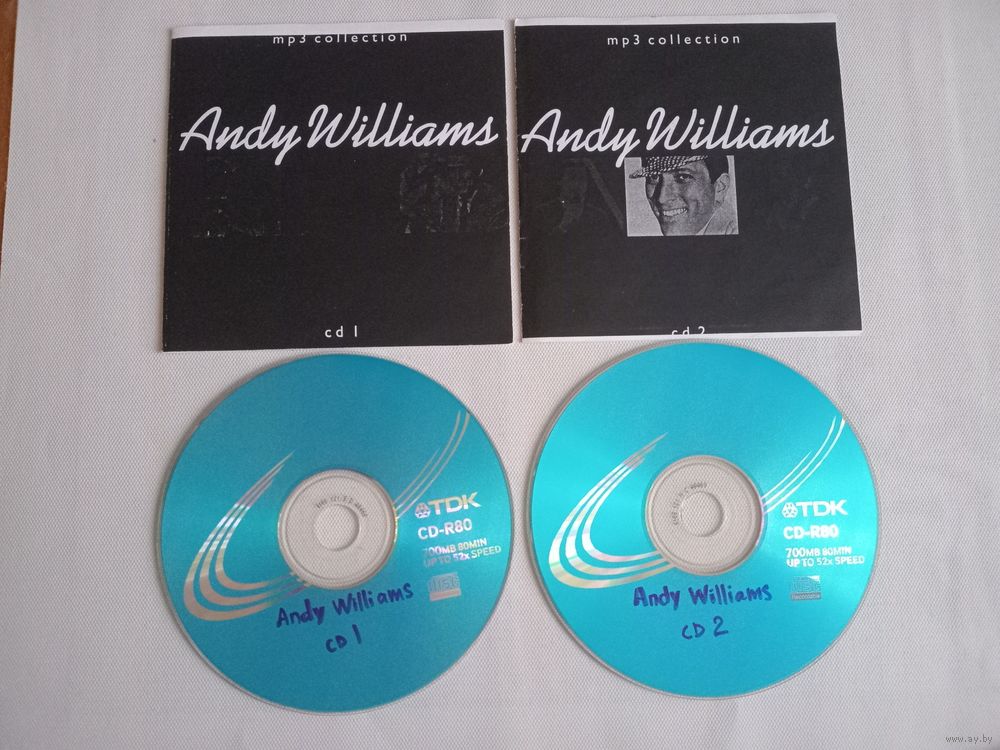 mp3 collection
Andy Williams
cd 1
mp3 collection
Andy Williams
cd 2
TDK
CD-R80
700MB 80MIN
UP TO 52x SPEED
Andy Williams
CD 1
TDK
CD-R80
700MB 80MIN
UP TO 52x SPEED
Recordable
Andy Williams
CD 2
www.ay.by